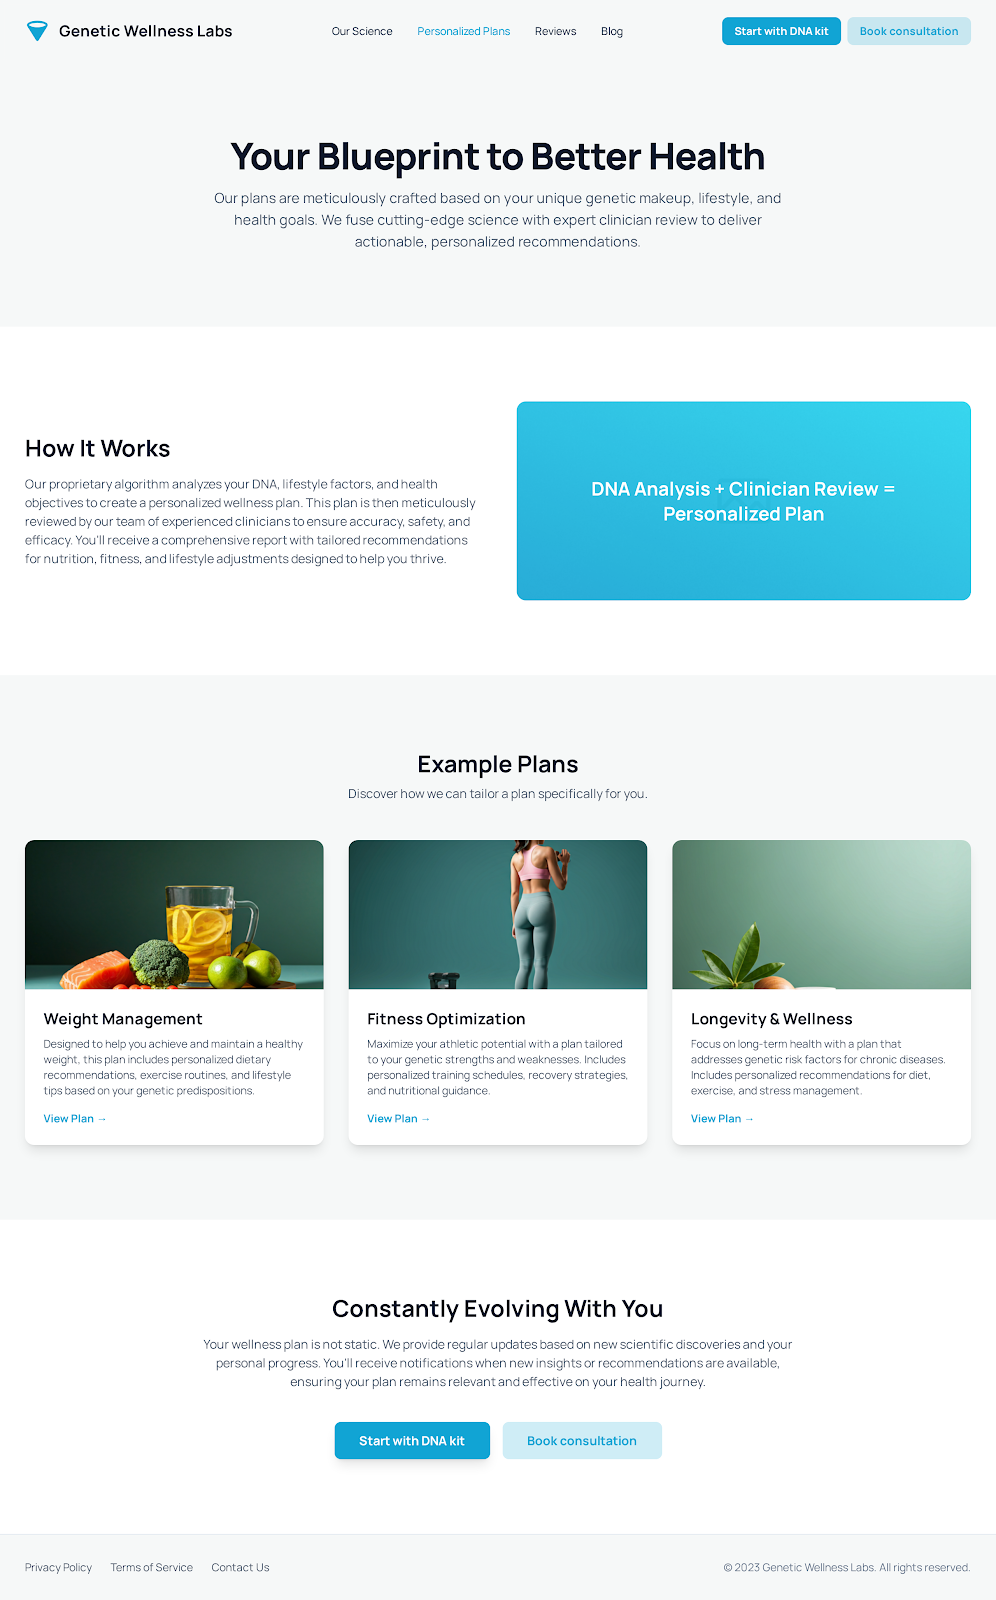 Genetic Wellness Labs
Our Science
Personalized Plans
Reviews
Blog
Start with DNA kit
Book consultation
Your Blueprint to Better Health
Our plans are meticulously crafted based on your unique genetic makeup, lifestyle, and
health goals. We fuse cutting-edge science with expert clinician review to deliver
actionable, personalized recommendations.
How It Works
Our proprietary algorithm analyzes your DNA, lifestyle factors, and health
objectives to create a personalized wellness plan. This plan is then meticulously
reviewed by our team of experienced clinicians to ensure accuracy, safety, and
efficacy. You'll receive a comprehensive report with tailored recommendations
for nutrition, fitness, and lifestyle adjustments designed to help you thrive.
DNA Analysis + Clinician Review =
Personalized Plan
Example Plans
Discover how we can tailor a plan specifically for you.
Weight Management
Designed to help you achieve and maintain a healthy
weight, this plan includes personalized dietary
recommendations, exercise routines, and lifestyle
tips based on your genetic predispositions.
View Plan →
Fitness Optimization
Maximize your athletic potential with a plan tailored
to your genetic strengths and weaknesses. Includes
personalized training schedules, recovery strategies,
and nutritional guidance.
View Plan →
Longevity & Wellness
Focus on long-term health with a plan that
addresses genetic risk factors for chronic diseases.
Includes personalized recommendations for diet,
exercise, and stress management.
View Plan →
Constantly Evolving With You
Your wellness plan is not static. We provide regular updates based on new scientific discoveries and your
personal progress. You'll receive notifications when new insights or recommendations are available,
ensuring your plan remains relevant and effective on your health journey.
Start with DNA kit
Book consultation
Privacy Policy
Terms of Service
Contact Us
© 2023 Genetic Wellness Labs. All rights reserved.